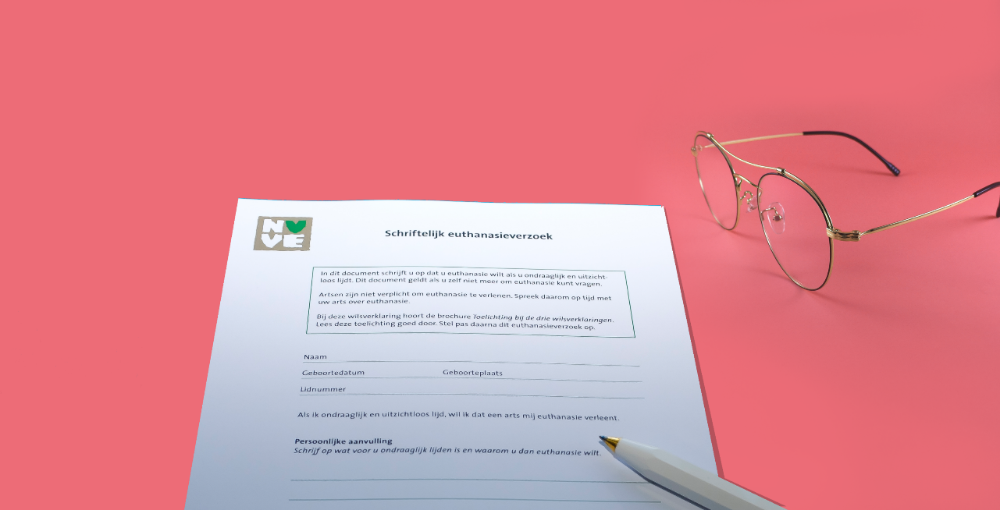 NVVE
Schriftelijk euthanasieverzoek
In dit document schrijft u op dat u euthanasie wilt als u ondraaglijk en uitzicht-
loos lijdt. Dit document geldt als u zelf niet meer om euthanasie kunt vragen.
Artsen zijn niet verplicht om euthanasie te verlenen. Spreek daarom op tijd met
uw arts over euthanasie.
Bij deze wilsverklaring hoort de brochure Toelichting bij de drie wilsverklaringen.
Lees deze toelichting goed door. Stel pas daarna dit euthanasieverzoek op.
Naam
Geboortedatum Geboorteplaats
Lidnummer
Als ik ondraaglijk en uitzichtloos lijd, wil ik dat een arts mij euthanasie verleent.
Persoonlijke aanvulling
Schrijf op wat voor u ondraaglijk lijden is en waarom u dan euthanasie wilt.